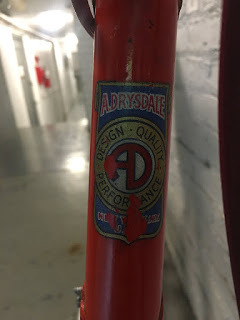 A.DRYSDALE
DESIGN · QUALITY
AD
PERFORMANCE